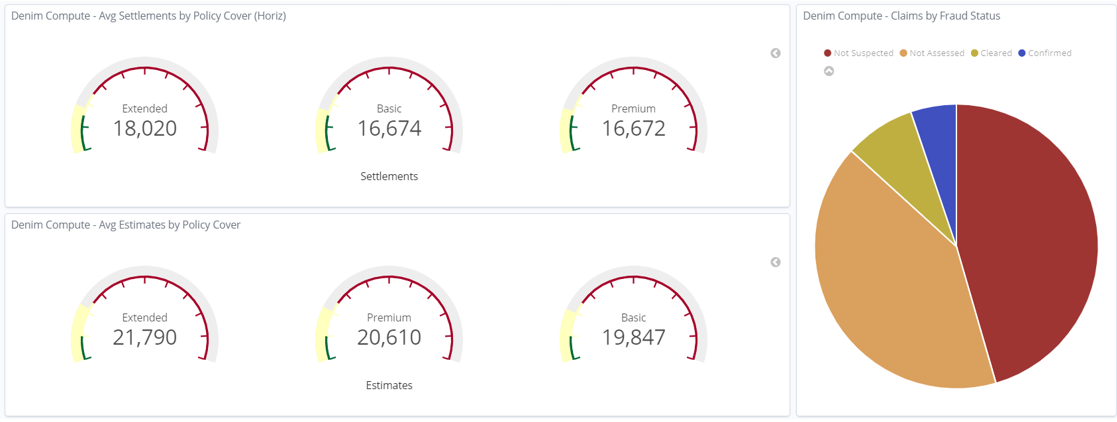 Denim Compute - Avg Settlements by Policy Cover (Horiz)
Extended
18,020
Basic
16,674
Premium
16,672
Settlements
Denim Compute - Avg Estimates by Policy Cover
Extended
21,790
Premium
20,610
Basic
19,847
Estimates
Denim Compute - Claims by Fraud Status
Not Suspected Not Assessed Cleared Confirmed